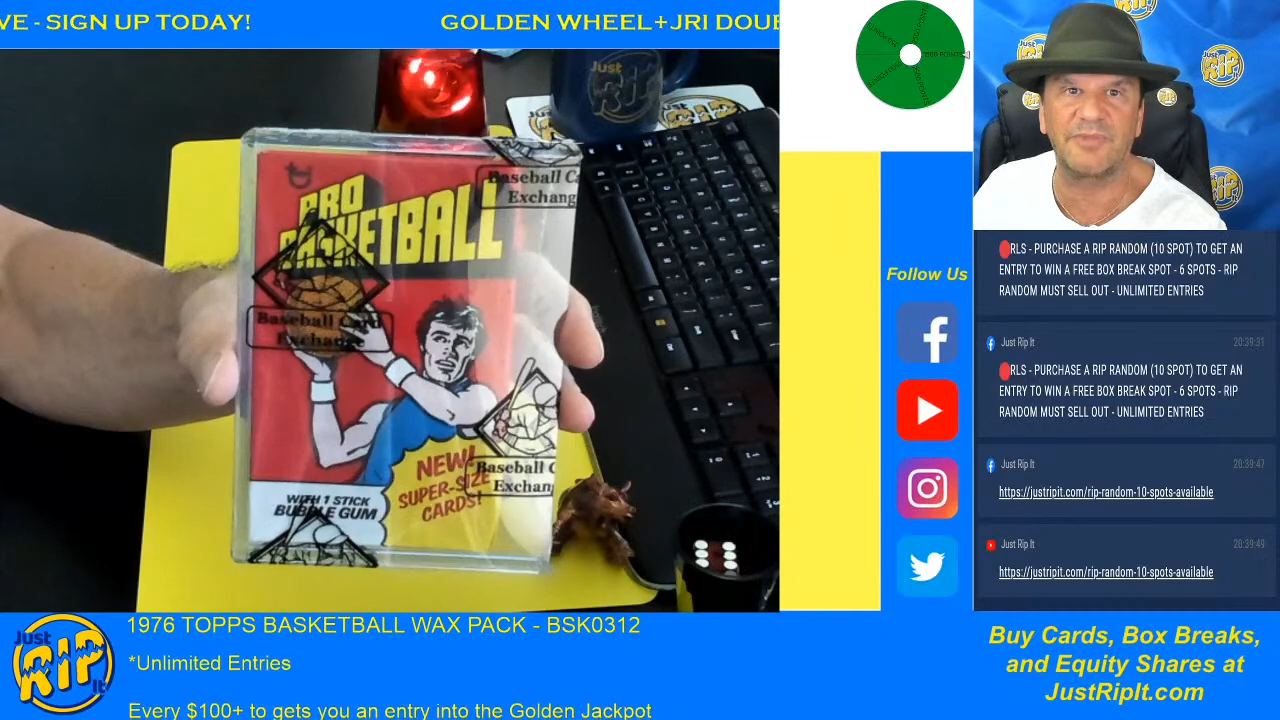 VE - SIGN UP TODAY!
GOLDEN WHEEL+JRI DOUB
Just
RIP
PRO
BASKETBALL
Baseball Ca
Exchange
Baseball Card
Exchange
NEW!
SUPER-SIZE
CARDS!
Baseball C
Exchang
WITH 1 STICK
BUBBLE GUM
Follow Us
RLS - PURCHASE A RIP RANDOM (10 SPOT) TO GET AN
ENTRY TO WIN A FREE BOX BREAK SPOT - 6 SPOTS - RIP
RANDOM MUST SELL OUT - UNLIMITED ENTRIES
Just Rip It 20:39:31
RLS - PURCHASE A RIP RANDOM (10 SPOT) TO GET AN
ENTRY TO WIN A FREE BOX BREAK SPOT - 6 SPOTS - RIP
RANDOM MUST SELL OUT - UNLIMITED ENTRIES
Just Rip It 20:39:47
https://justripit.com/rip-random-10-spots-available
Just Rip It 20:39:49
https://justripit.com/rip-random-10-spots-available
Just
RIP
It
1976 TOPPS BASKETBALL WAX PACK - BSK0312
*Unlimited Entries
Every $100+ to gets you an entry into the Golden Jackpot
Buy Cards, Box Breaks,
and Equity Shares at
JustRipIt.com